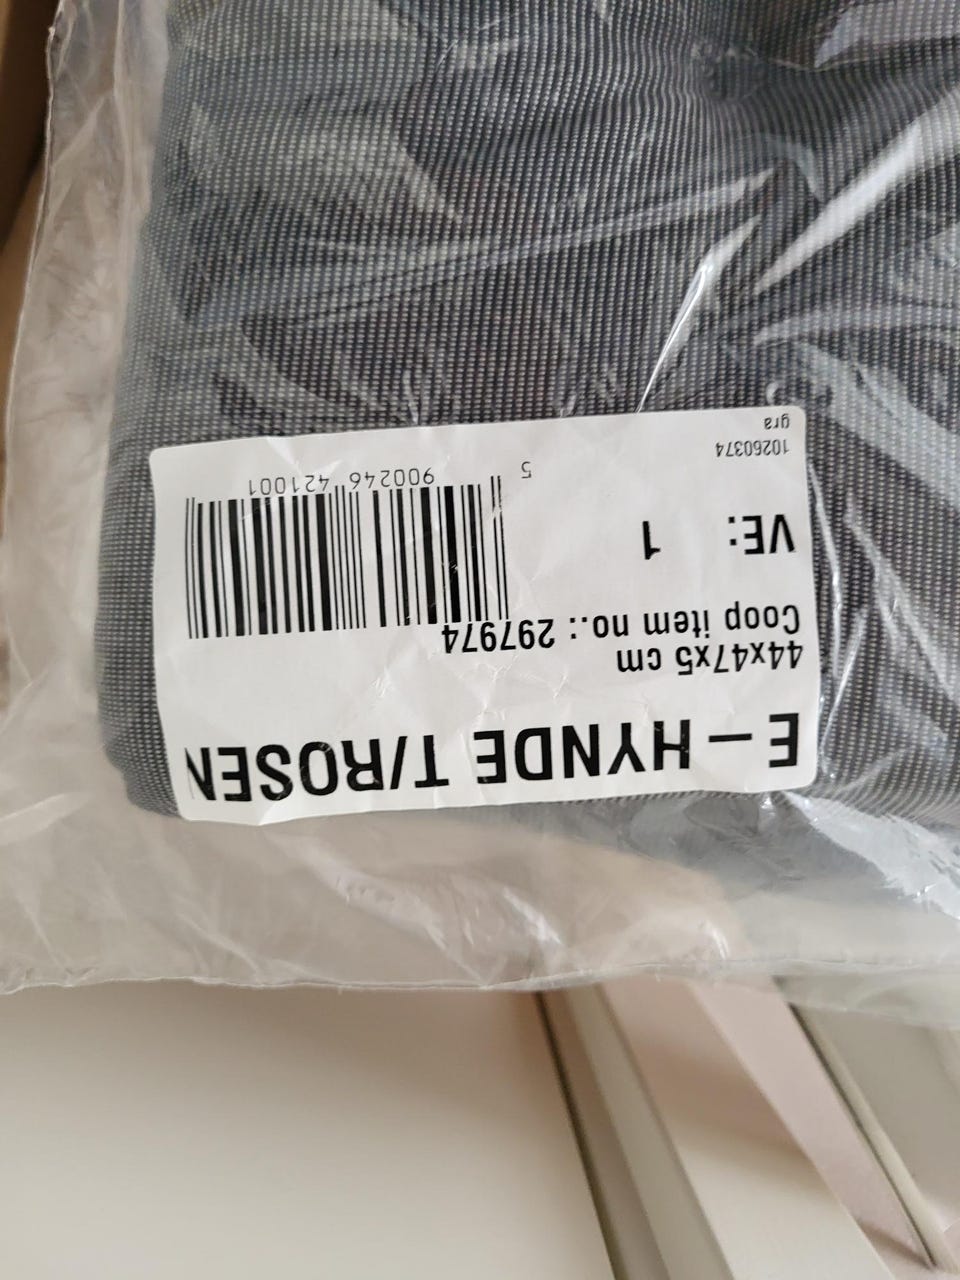 E – HYNDE T/ROSEN
44x47x5 cm
Coop item no.: 297974
VE: 1
5 900246 421001
10260374
gra